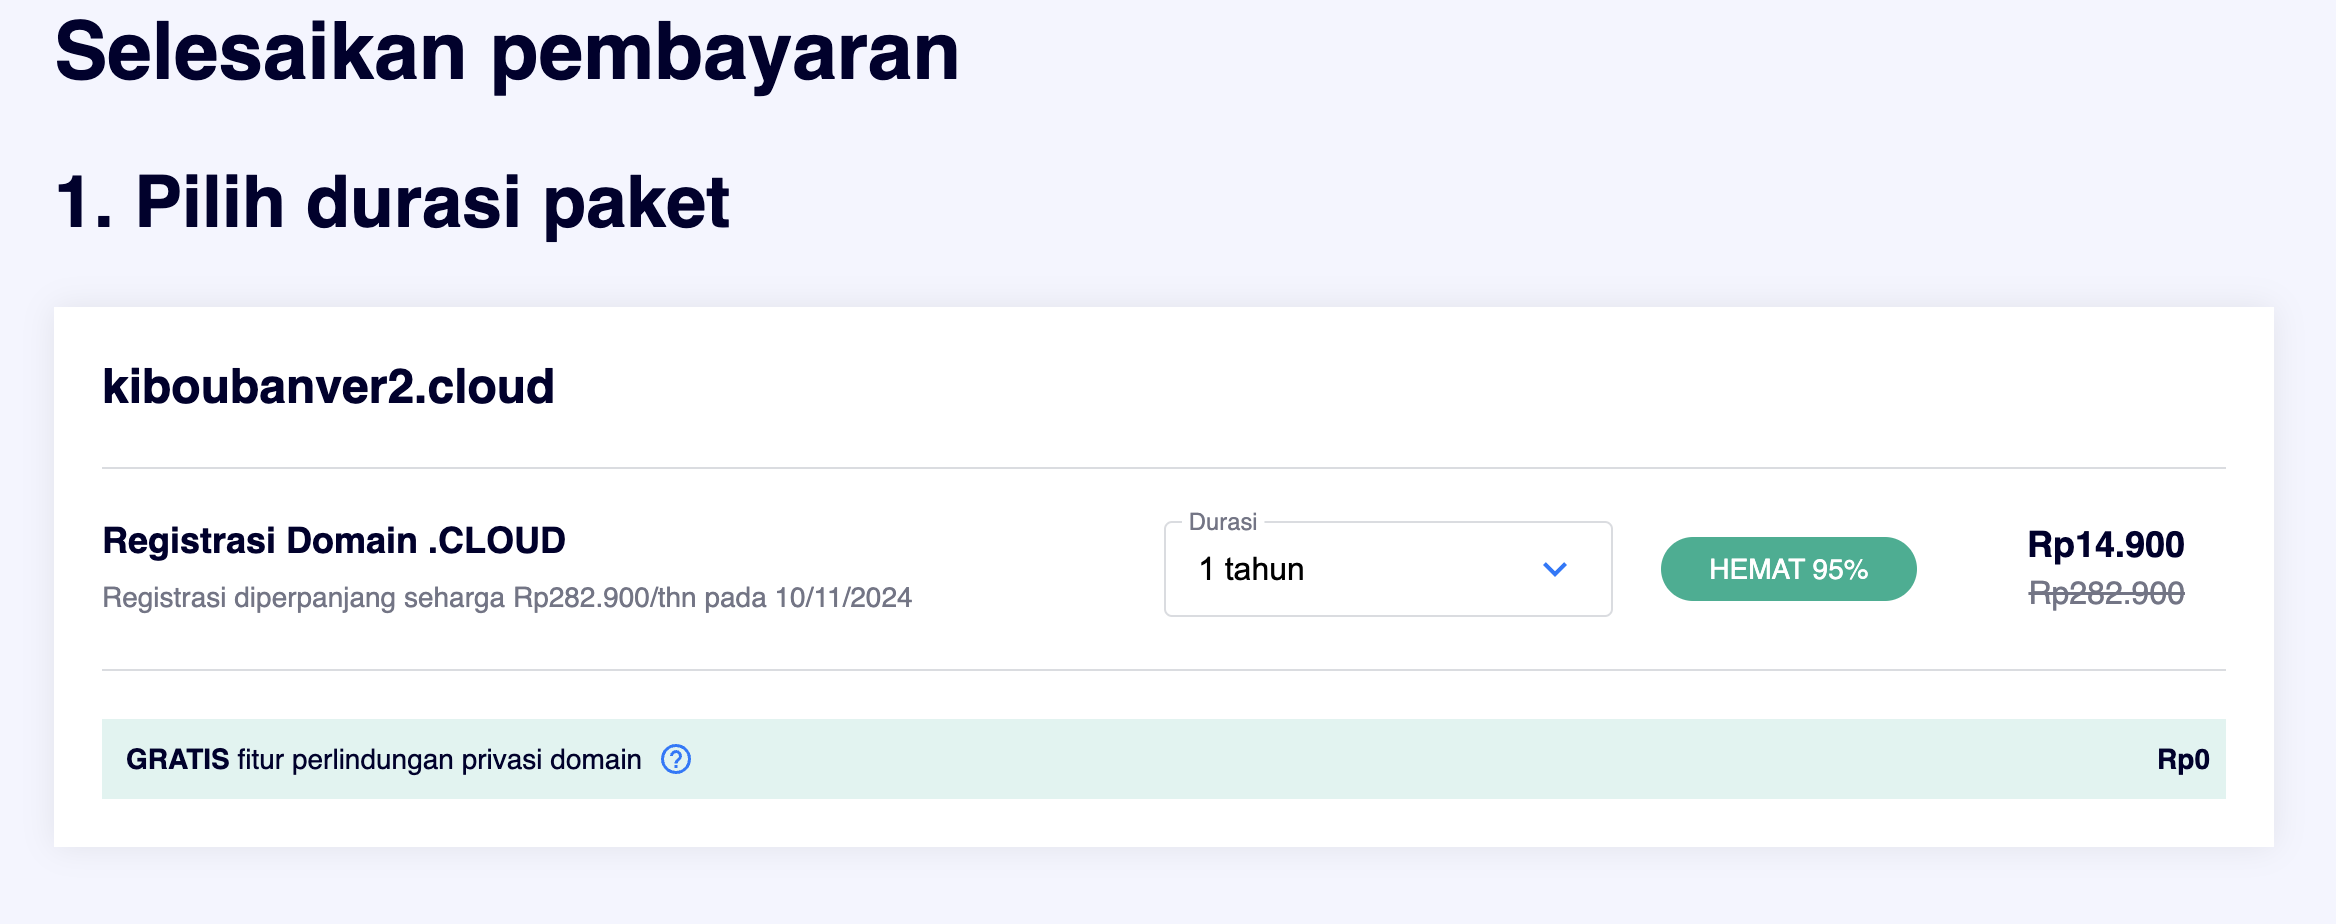 Selesaikan pembayaran
1. Pilih durasi paket
kiboubanver2.cloud
Registrasi Domain .CLOUD
Registrasi diperpanjang seharga Rp282.900/thn pada 10/11/2024
Durasi
1 tahun
HEMAT 95%
Rp14.900
Rp282.900
GRATIS fitur perlindungan privasi domain ?
Rp0